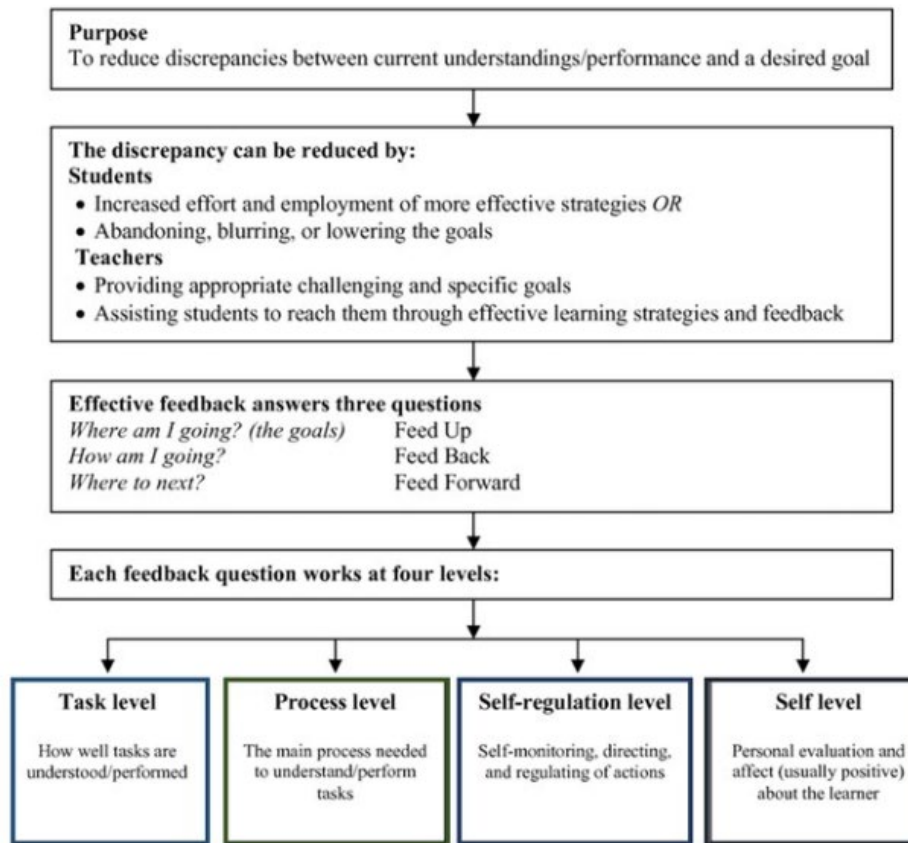 Purpose
To reduce discrepancies between current understandings/performance and a desired goal
The discrepancy can be reduced by:
Students
• Increased effort and employment of more effective strategies OR
• Abandoning, blurring, or lowering the goals
Teachers
• Providing appropriate challenging and specific goals
• Assisting students to reach them through effective learning strategies and feedback
Effective feedback answers three questions
Where am I going? (the goals) Feed Up
How am I going? Feed Back
Where to next? Feed Forward
Each feedback question works at four levels:
Task level
How well tasks are
understood/performed
Process level
The main process needed
to understand/perform
tasks
Self-regulation level
Self-monitoring, directing,
and regulating of actions
Self level
Personal evaluation and
affect (usually positive)
about the learner